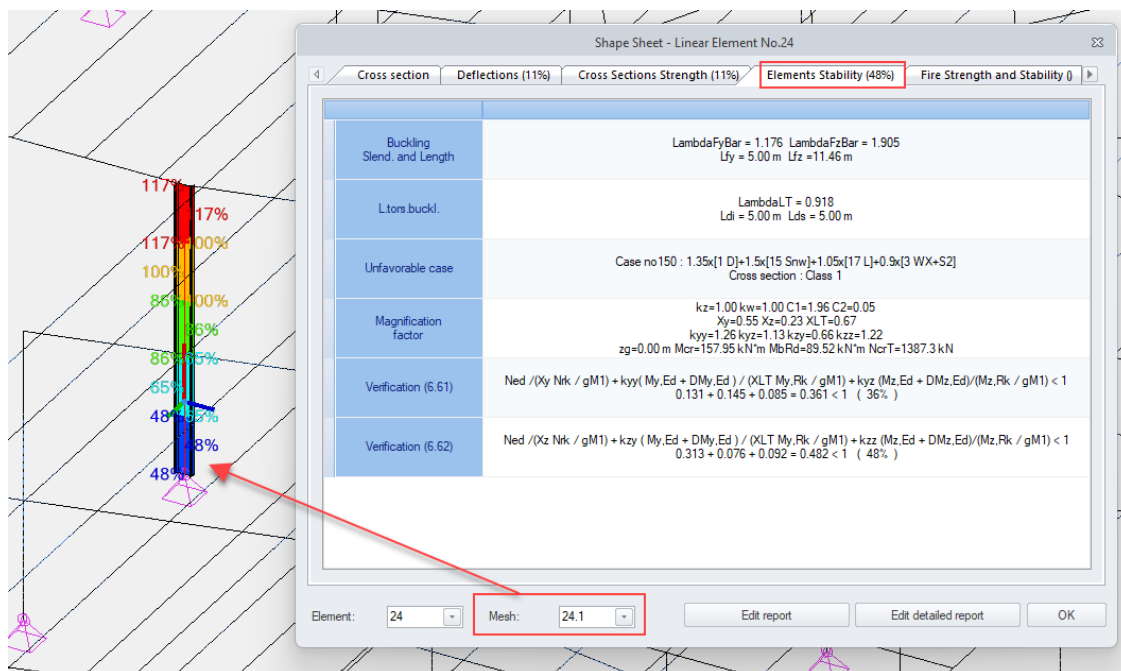 Shape Sheet - Linear Element No.24
Cross section Deflections (11%) Cross Sections Strength (11%) Elements Stability (48%) Fire Strength and Stability ()
Buckling
Slend. and Length
LambdaFyBar = 1.176 LambdaFzBar = 1.905
Lfy = 5.00 m Lfz =11.46 m
L.tors.buckl.
LambdaLT = 0.918
Ldi = 5.00 m Lds = 5.00 m
Unfavorable case
Case no150 : 1.35x[1 D]+1.5x[15 Snw]+1.05x[17 L]+0.9x[3 WX+S2]
Cross section : Class 1
Magnification
factor
kz=1.00 kw=1.00 C1=1.96 C2=0.05
Xy=0.55 Xz=0.23 XLT=0.67
kyy=1.26 kyz=1.13 kzy=0.66 kzz=1.22
zg=0.00 m Mcr=157.95 kN*m MbRd=89.52 kN*m NcrT=1387.3 kN
Verification (6.61)
Ned /(Xy Nrk / gM1) + kyy( My,Ed + DMy,Ed ) / (XLT My,Rk / gM1) + kyz (Mz,Ed + DMz,Ed)/(Mz,Rk / gM1) < 1
0.131 + 0.145 + 0.085 = 0.361 < 1 ( 36% )
Verification (6.62)
Ned /(Xz Nrk / gM1) + kzy ( My,Ed + DMy,Ed ) / (XLT My,Rk / gM1) + kzz (Mz,Ed + DMz,Ed)/(Mz,Rk / gM1) < 1
0.313 + 0.076 + 0.092 = 0.482 < 1 ( 48% )
Element: 24 Mesh: 24.1 Edit report Edit detailed report OK
117%
17%
117% 00%
100%
86% 00%
86%
86% 65%
65%
48% 65%
48%
48%